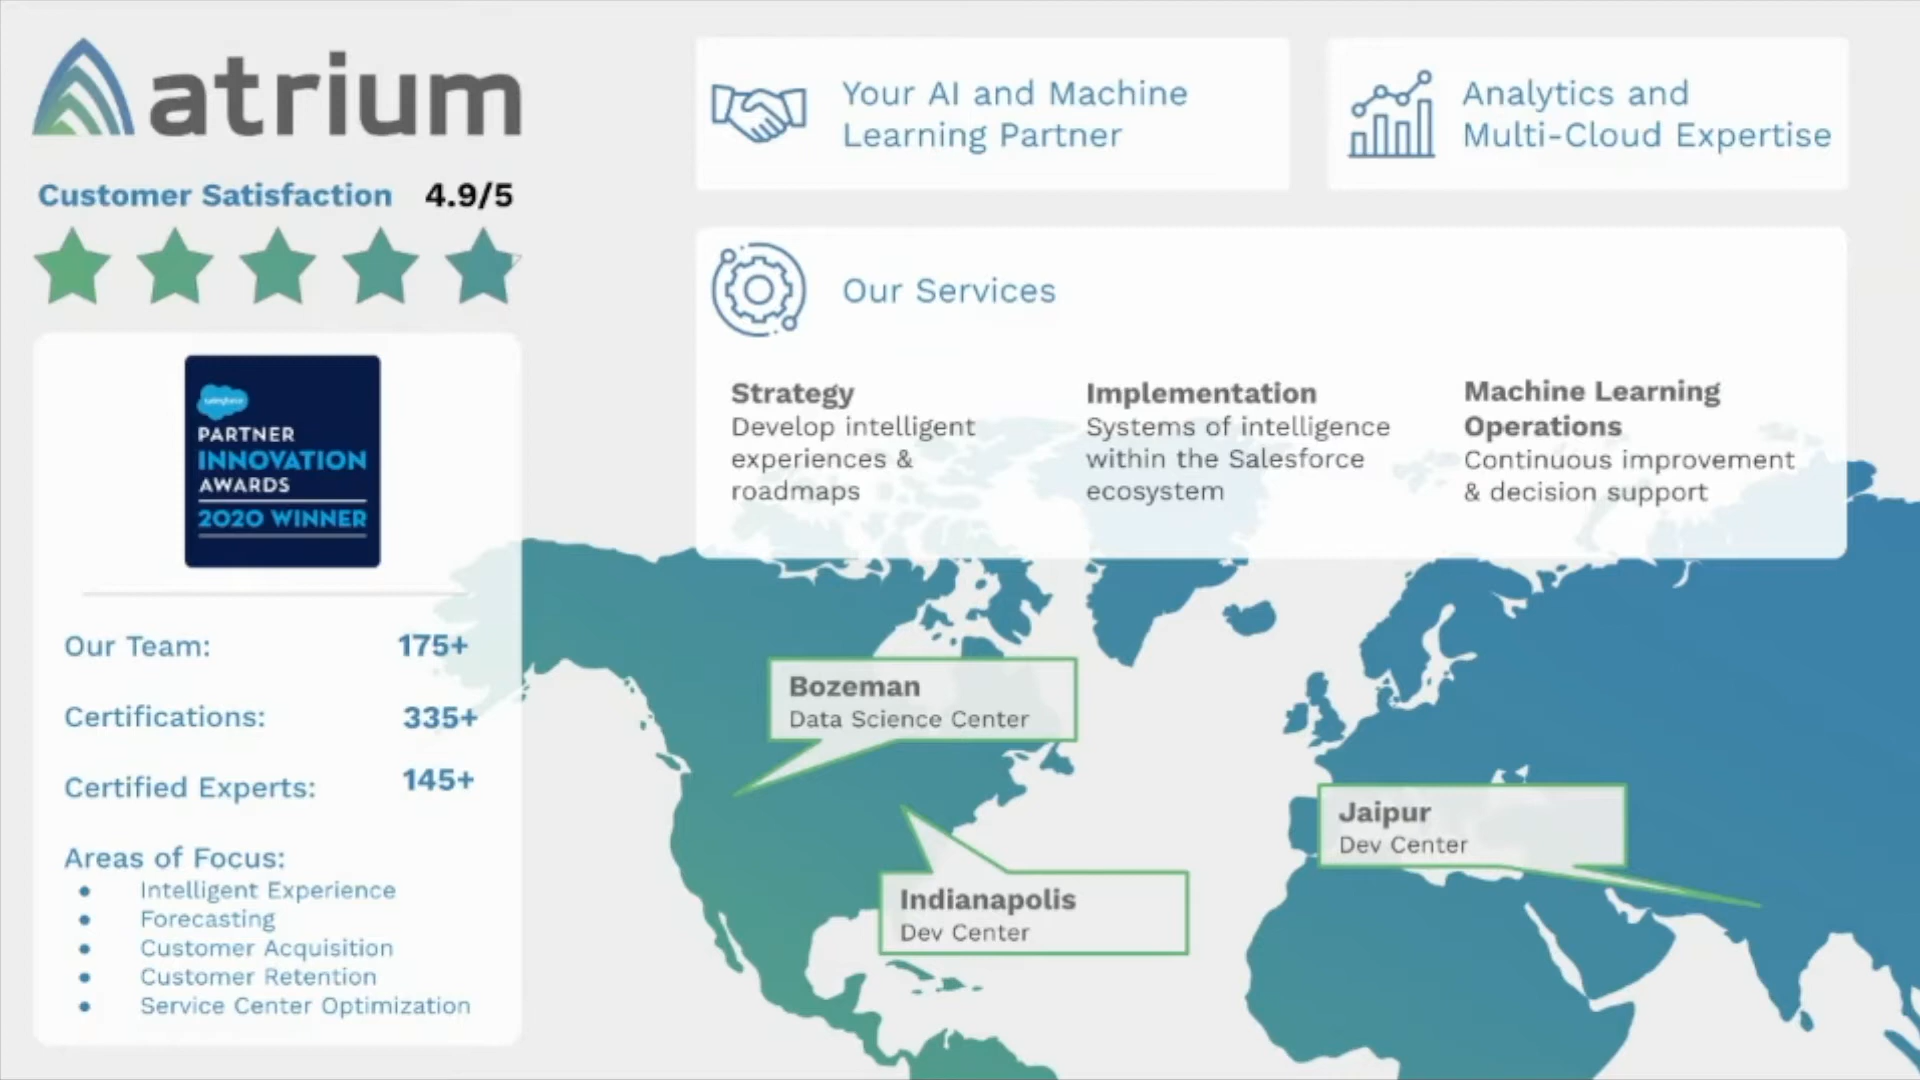 atrium
Customer Satisfaction 4.9/5
salesforce
PARTNER
INNOVATION
AWARDS
2020 WINNER
Our Team: 175+
Certifications: 335+
Certified Experts: 145+
Areas of Focus:
• Intelligent Experience
• Forecasting
• Customer Acquisition
• Customer Retention
• Service Center Optimization
Your AI and Machine
Learning Partner
Analytics and
Multi-Cloud Expertise
Our Services
Strategy
Develop intelligent
experiences &
roadmaps
Implementation
Systems of intelligence
within the Salesforce
ecosystem
Machine Learning
Operations
Continuous improvement
& decision support
Bozeman
Data Science Center
Indianapolis
Dev Center
Jaipur
Dev Center